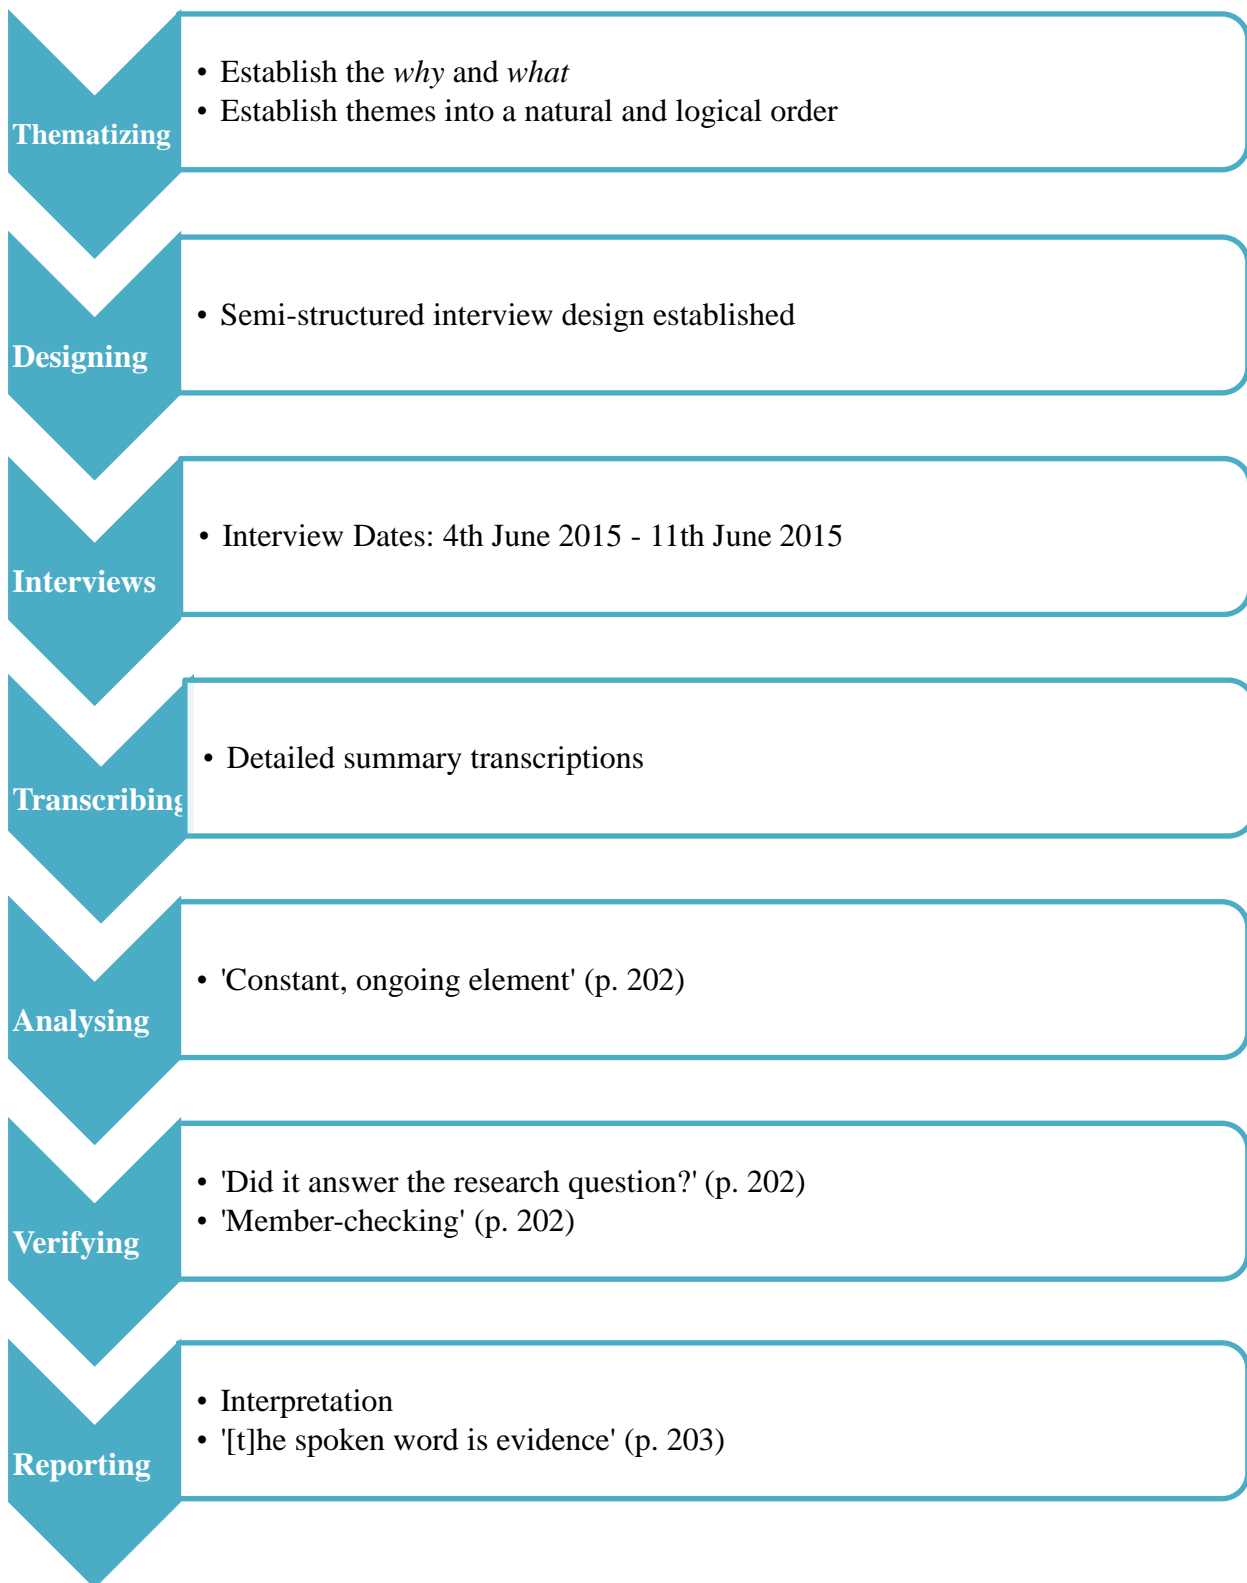 Thematizing
• Establish the why and what
• Establish themes into a natural and logical order
Designing
• Semi-structured interview design established
Interviews
• Interview Dates: 4th June 2015 - 11th June 2015
Transcribing
• Detailed summary transcriptions
Analysing
• 'Constant, ongoing element' (p. 202)
Verifying
• 'Did it answer the research question?' (p. 202)
• 'Member-checking' (p. 202)
Reporting
• Interpretation
• '[t]he spoken word is evidence' (p. 203)